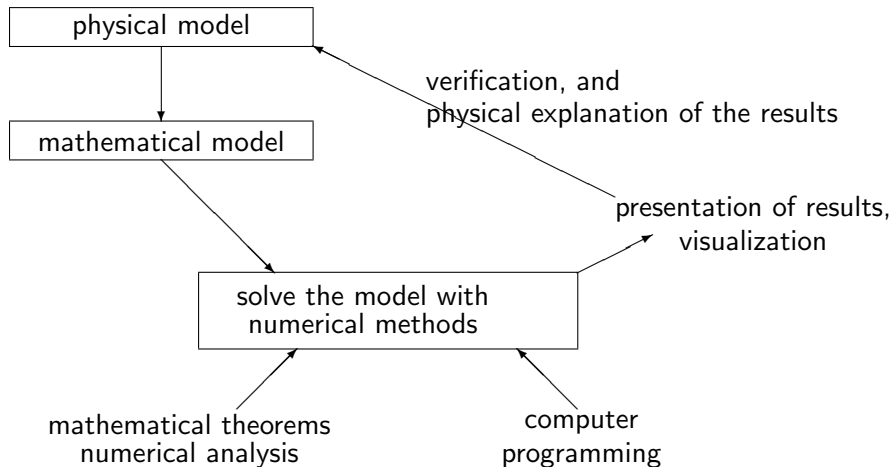 physical model
verification, and
physical explanation of the results
mathematical model
presentation of results,
visualization
solve the model with
numerical methods
mathematical theorems
numerical analysis
computer
programming